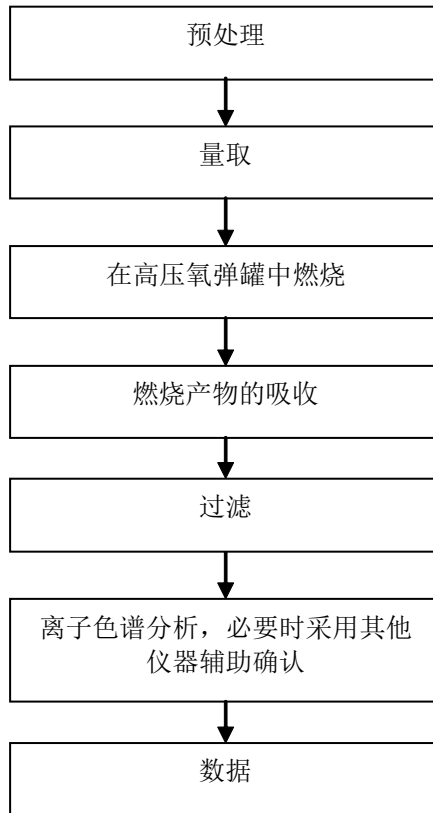 预处理
量取
在高压氧弹罐中燃烧
燃烧产物的吸收
过滤
离子色谱分析，必要时采用其他
仪器辅助确认
数据